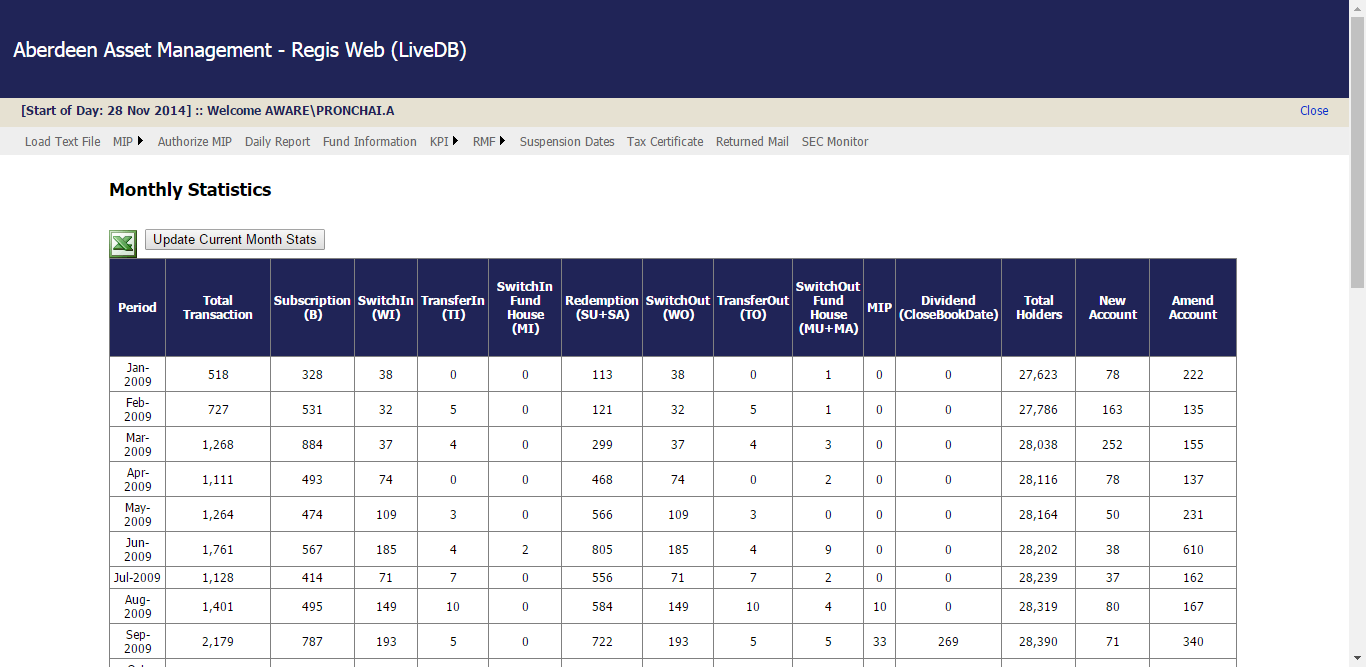 Aberdeen Asset Management - Regis Web (LiveDB)
[Start of Day: 28 Nov 2014] :: Welcome AWARE\PRONCHAI.A Close
Load Text File MIP Authorize MIP Daily Report Fund Information KPI RMF Suspension Dates Tax Certificate Returned Mail SEC Monitor
Monthly Statistics
Update Current Month Stats
Period Total Transaction Subscription (B) SwitchIn (WI) TransferIn (TI) SwitchIn Fund House (MI) Redemption (SU+SA) SwitchOut (WO) TransferOut (TO) SwitchOut Fund House (MU+MA) MIP Dividend (CloseBookDate) Total Holders New Account Amend Account
Jan-2009 518 328 38 0 0 113 38 0 1 0 0 27,623 78 222
Feb-2009 727 531 32 5 0 121 32 5 1 0 0 27,786 163 135
Mar-2009 1,268 884 37 4 0 299 37 4 3 0 0 28,038 252 155
Apr-2009 1,111 493 74 0 0 468 74 0 2 0 0 28,116 78 137
May-2009 1,264 474 109 3 0 566 109 3 0 0 0 28,164 50 231
Jun-2009 1,761 567 185 4 2 805 185 4 9 0 0 28,202 38 610
Jul-2009 1,128 414 71 7 0 556 71 7 2 0 0 28,239 37 162
Aug-2009 1,401 495 149 10 0 584 149 10 4 10 0 28,319 80 167
Sep-2009 2,179 787 193 5 0 722 193 5 5 33 269 28,390 71 340